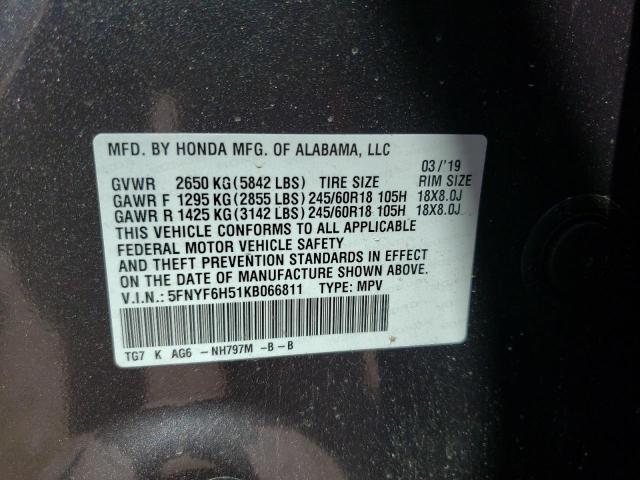 MFD. BY HONDA MFG. OF ALABAMA, LLC
03/'19
GVWR 2650 KG(5842 LBS) TIRE SIZE RIM SIZE
GAWR F 1295 KG(2855 LBS)245/60R18 105H 18X8.0J
GAWR R 1425 KG(3142 LBS)245/60R18 105H 18X8.0J
THIS VEHICLE CONFORMS TO ALL APPLICABLE
FEDERAL MOTOR VEHICLE SAFETY
AND THEFT PREVENTION STANDARDS IN EFFECT
ON THE DATE OF MANUFACTURE SHOWN ABOVE.
V.I.N.: 5FNYF6H51KB066811 TYPE: MPV
TG7 K AG6 -NH797M -B-B